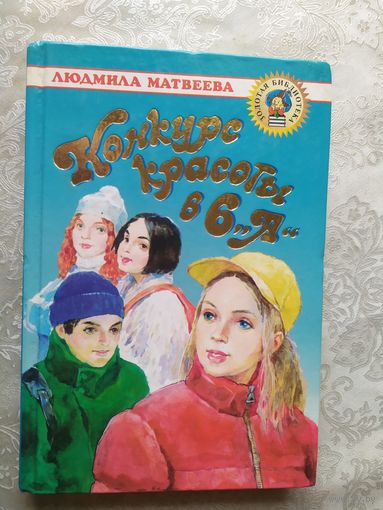 ЛЮДМИЛА МАТВЕЕВА
ЗОЛОТАЯ БИБЛИОТЕКА
Конкурс
красоты
в 6 „Я“